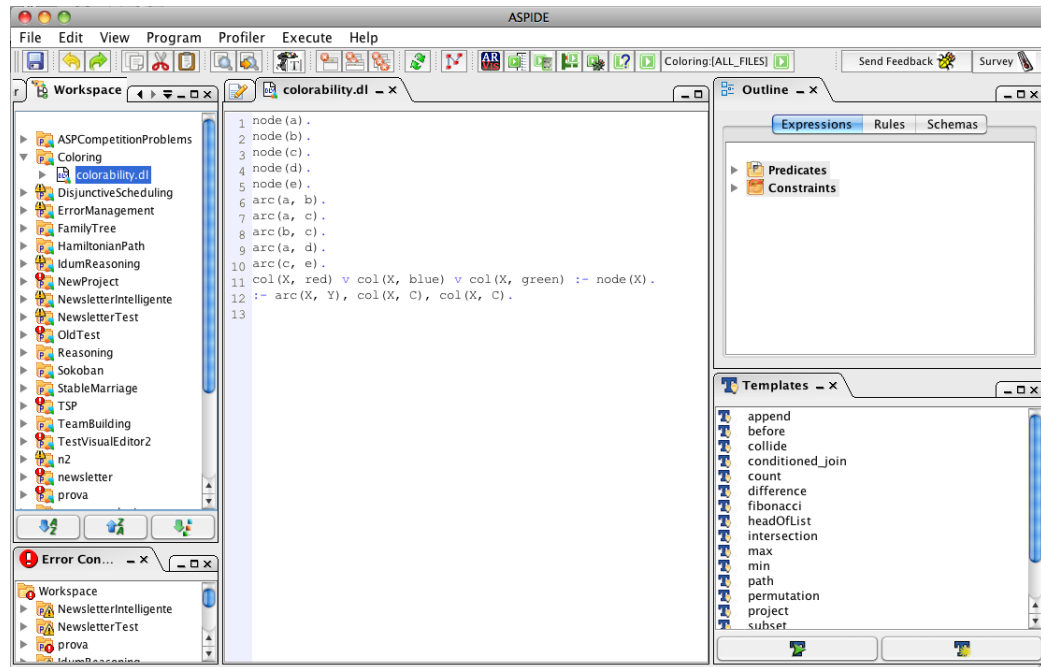 ASPIDE
File Edit View Program Profiler Execute Help
Coloring:[ALL_FILES]
Send Feedback
Survey
r
Workspace
ASPCompetitionProblems
Coloring
colorability.dl
DisjunctiveScheduling
ErrorManagement
FamilyTree
HamiltonianPath
IdumReasoning
NewProject
NewsletterIntelligente
NewsletterTest
OldTest
Reasoning
Sokoban
StableMarriage
TSP
TeamBuilding
TestVisualEditor2
n2
newsletter
prova
Error Con...
Workspace
NewsletterIntelligente
NewsletterTest
prova
IdumReasoning
colorability.dl
1 node(a).
2 node(b).
3 node(c).
4 node(d).
5 node(e).
6 arc(a, b).
7 arc(a, c).
8 arc(b, c).
9 arc(a, d).
10 arc(c, e).
11 col(X, red) v col(X, blue) v col(X, green) :- node(X).
12 :- arc(X, Y), col(X, C), col(X, C).
13
Outline
Expressions Rules Schemas
Predicates
Constraints
Templates
append
before
collide
conditioned_join
count
difference
fibonacci
headOfList
intersection
max
min
path
permutation
project
subset